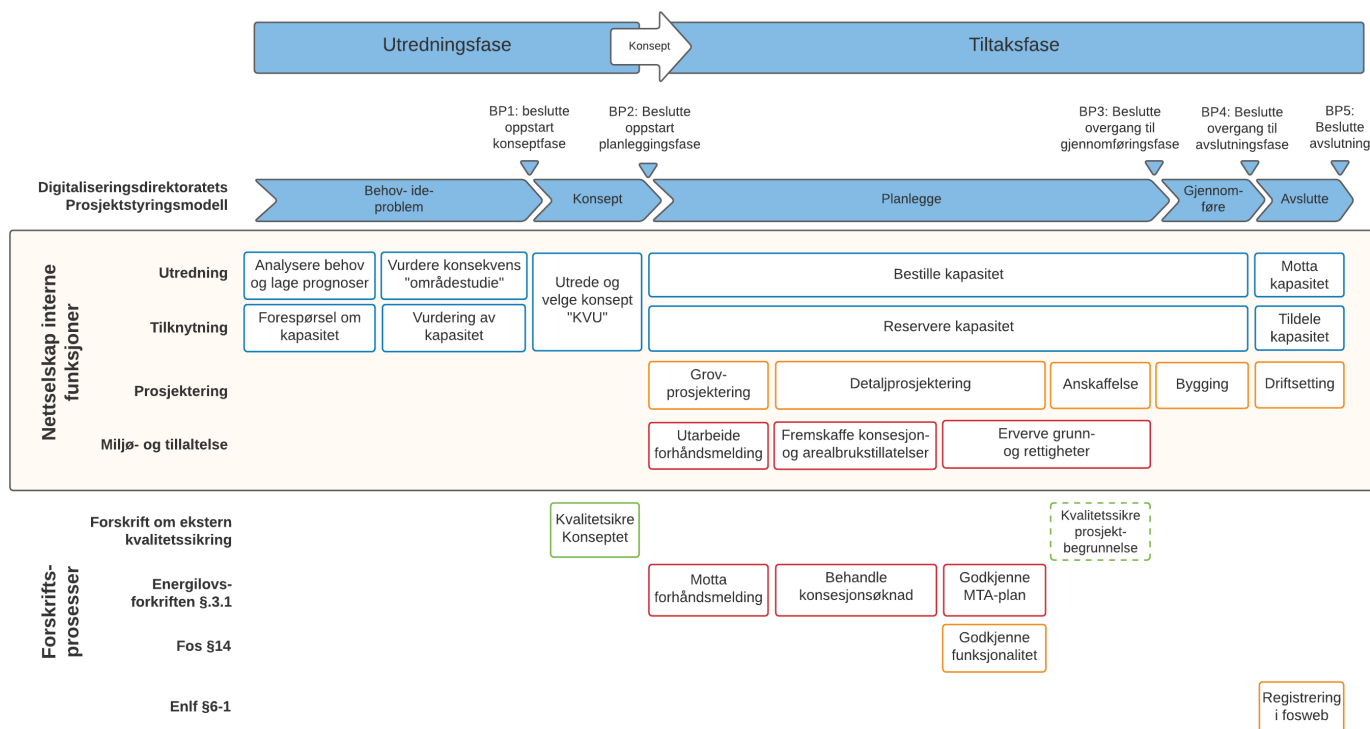 Utredningsfase
Konsept
Tiltaksfase
BP1: beslutte
oppstart
konseptfase
BP2: Beslutte
oppstart
planleggingsfase
BP3: Beslutte
overgang til
gjennomføringsfase
BP4: Beslutte
overgang til
avslutningsfase
BP5:
Beslutte
avslutning
Digitaliseringsdirektoratets
Prosjektstyringsmodell
Behov- ide-
problem
Konsept
Planlegge
Gjennom-
føre
Avslutte
Nettselskap interne
funksjoner
Utredning
Analysere behov
og lage prognoser
Vurdere konsekvens
"områdestudie"
Utrede og
velge konsept
"KVU"
Bestille kapasitet
Motta
kapasitet
Tilknytning
Forespørsel om
kapasitet
Vurdering av
kapasitet
Reservere kapasitet
Tildele
kapasitet
Prosjektering
Grov-
prosjektering
Detaljprosjektering
Anskaffelse
Bygging
Driftsetting
Miljø- og tillaltelse
Utarbeide
forhåndsmelding
Fremskaffe konsesjon-
og arealbrukstillatelser
Erverve grunn-
og rettigheter
Forskrifts-
prosesser
Forskrift om ekstern
kvalitetssikring
Kvalitetsikre
Konseptet
Kvalitetssikre
prosjekt-
begrunnelse
Energilovs-
forkriften §.3.1
Motta
forhåndsmelding
Behandle
konsesjonsøknad
Godkjenne
MTA-plan
Fos §14
Godkjenne
funksjonalitet
Enlf §6-1
Registrering
i fosweb